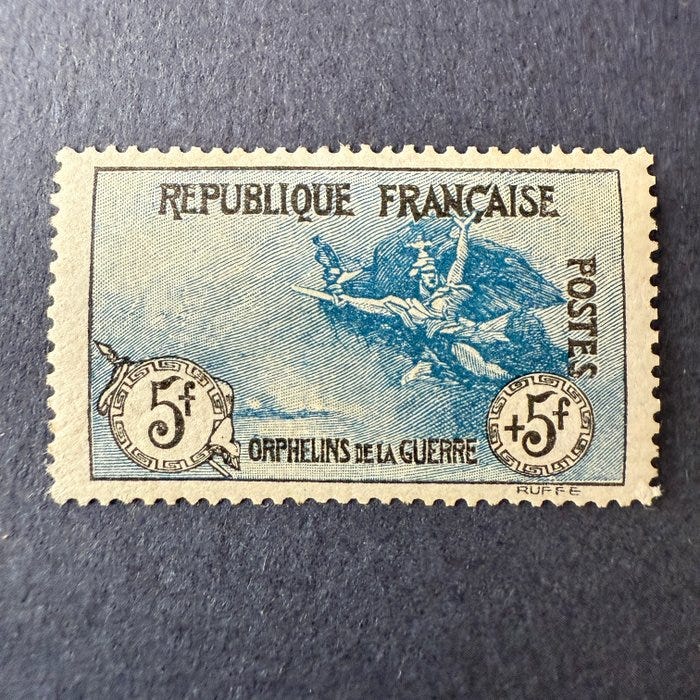 REPUBLIQUE FRANÇAISE
POSTES
5f
+5f
ORPHELINS DE LA GUERRE
RUFFE